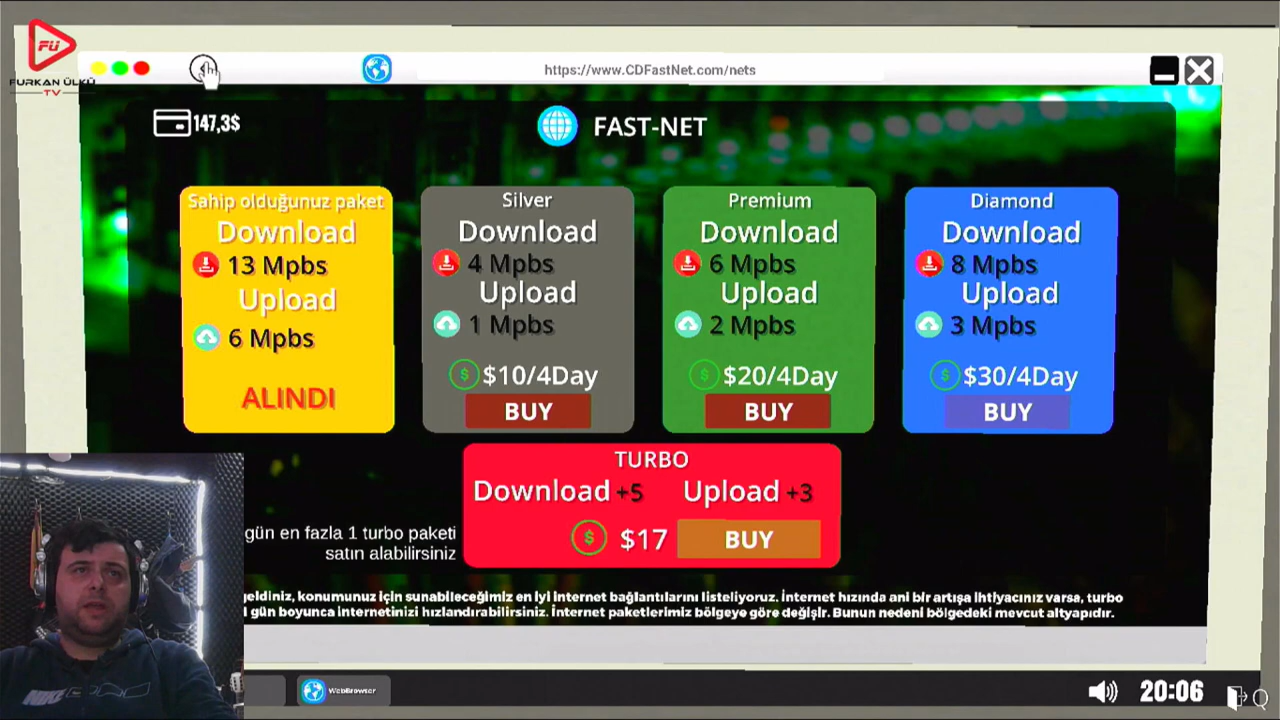 FU
FURKAN ÜLKÜ
TV
https://www.CDFastNet.com/nets
147,3$
FAST-NET
Sahip olduğunuz paket
Download
13 Mpbs
Upload
6 Mpbs
ALINDI
Silver
Download
4 Mpbs
Upload
1 Mpbs
$10/4Day
BUY
Premium
Download
6 Mpbs
Upload
2 Mpbs
$20/4Day
BUY
Diamond
Download
8 Mpbs
Upload
3 Mpbs
$30/4Day
BUY
TURBO
Download +5 Upload +3
$17 BUY
gün en fazla 1 turbo paketi
satın alabilirsiniz
geldiniz, konumunuz için sunabileceğimiz en iyi internet bağlantılarını listeliyoruz. İnternet hızında ani bir artışa ihtiyacınız varsa, turbo
gün boyunca internetinizi hızlandırabilirsiniz. İnternet paketlerimiz bölgeye göre değişir. Bunun nedeni bölgedeki mevcut altyapıdır.
WebBrowser
20:06
Q